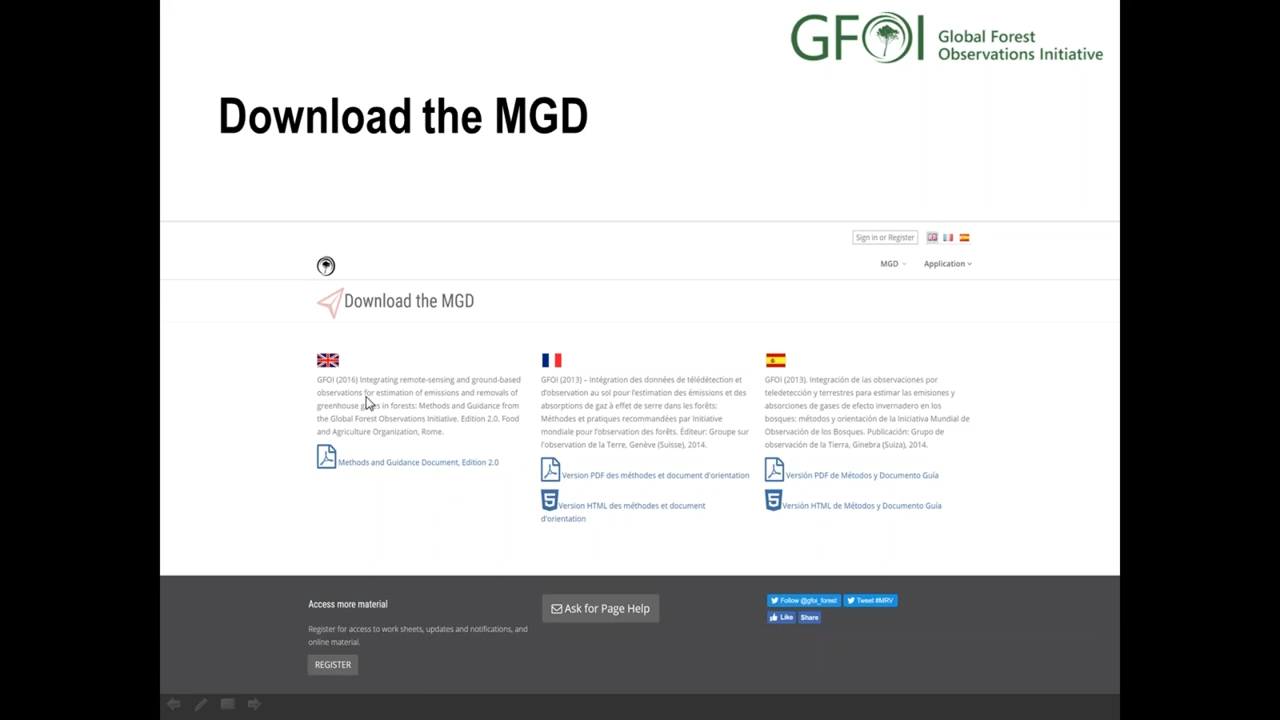 GFOI Global Forest
Observations Initiative
Download the MGD
Sign in or Register
MGD
Application
Download the MGD
GFOI (2016) Integrating remote-sensing and ground-based
observations for estimation of emissions and removals of
greenhouse gases in forests: Methods and Guidance from
the Global Forest Observations Initiative. Edition 2.0. Food
and Agriculture Organization, Rome.
Methods and Guidance Document, Edition 2.0
GFOI (2013) – Intégration des données de télédétection et
d'observation au sol pour l'estimation des émissions et des
absorptions de gaz à effet de serre dans les forêts:
Méthodes et pratiques recommandées par Initiative
mondiale pour l'observation des forêts. Éditeur: Groupe sur
l'observation de la Terre, Genève (Suisse), 2014.
Version PDF des méthodes et document d'orientation
Version HTML des méthodes et document
d'orientation
GFOI (2013). Integración de las observaciones por
teledetección y terrestres para estimar las emisiones y
absorciones de gases de efecto invernadero en los
bosques: métodos y orientación de la Iniciativa Mundial de
Observación de los Bosques. Publicación: Grupo de
observación de la Tierra, Ginebra (Suiza), 2014.
Versión PDF de Métodos y Documento Guía
Versión HTML de Métodos y Documento Guía
Access more material
Register for access to work sheets, updates and notifications, and
online material.
REGISTER
Ask for Page Help
Follow @gfoi_forest
Tweet #MRV
Like
Share